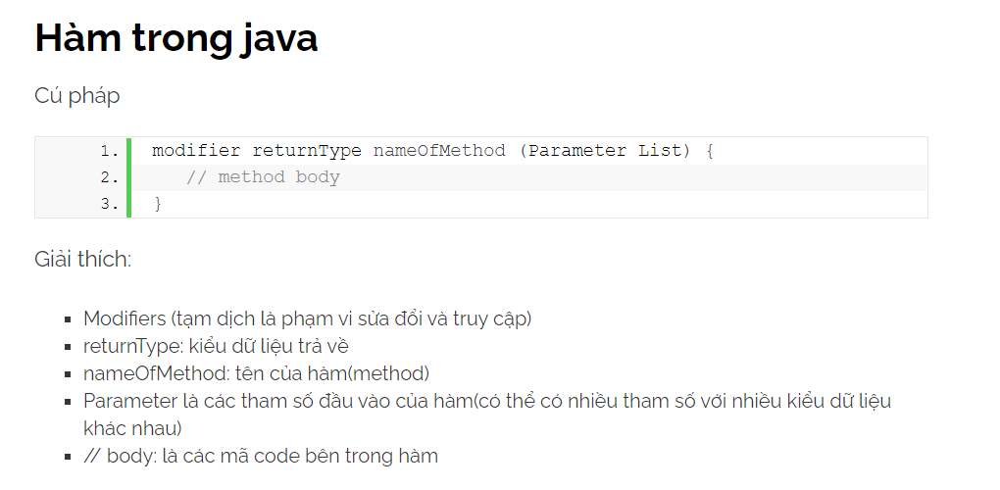 Hàm trong java
Cú pháp
1. modifier returnType nameOfMethod (Parameter List) {
2. // method body
3. }
Giải thích:
▪ Modifiers (tạm dịch là phạm vi sửa đổi và truy cập)
▪ returnType: kiểu dữ liệu trả về
▪ nameOfMethod: tên của hàm(method)
▪ Parameter là các tham số đầu vào của hàm(có thể có nhiều tham số với nhiều kiểu dữ liệu
khác nhau)
▪ // body: là các mã code bên trong hàm